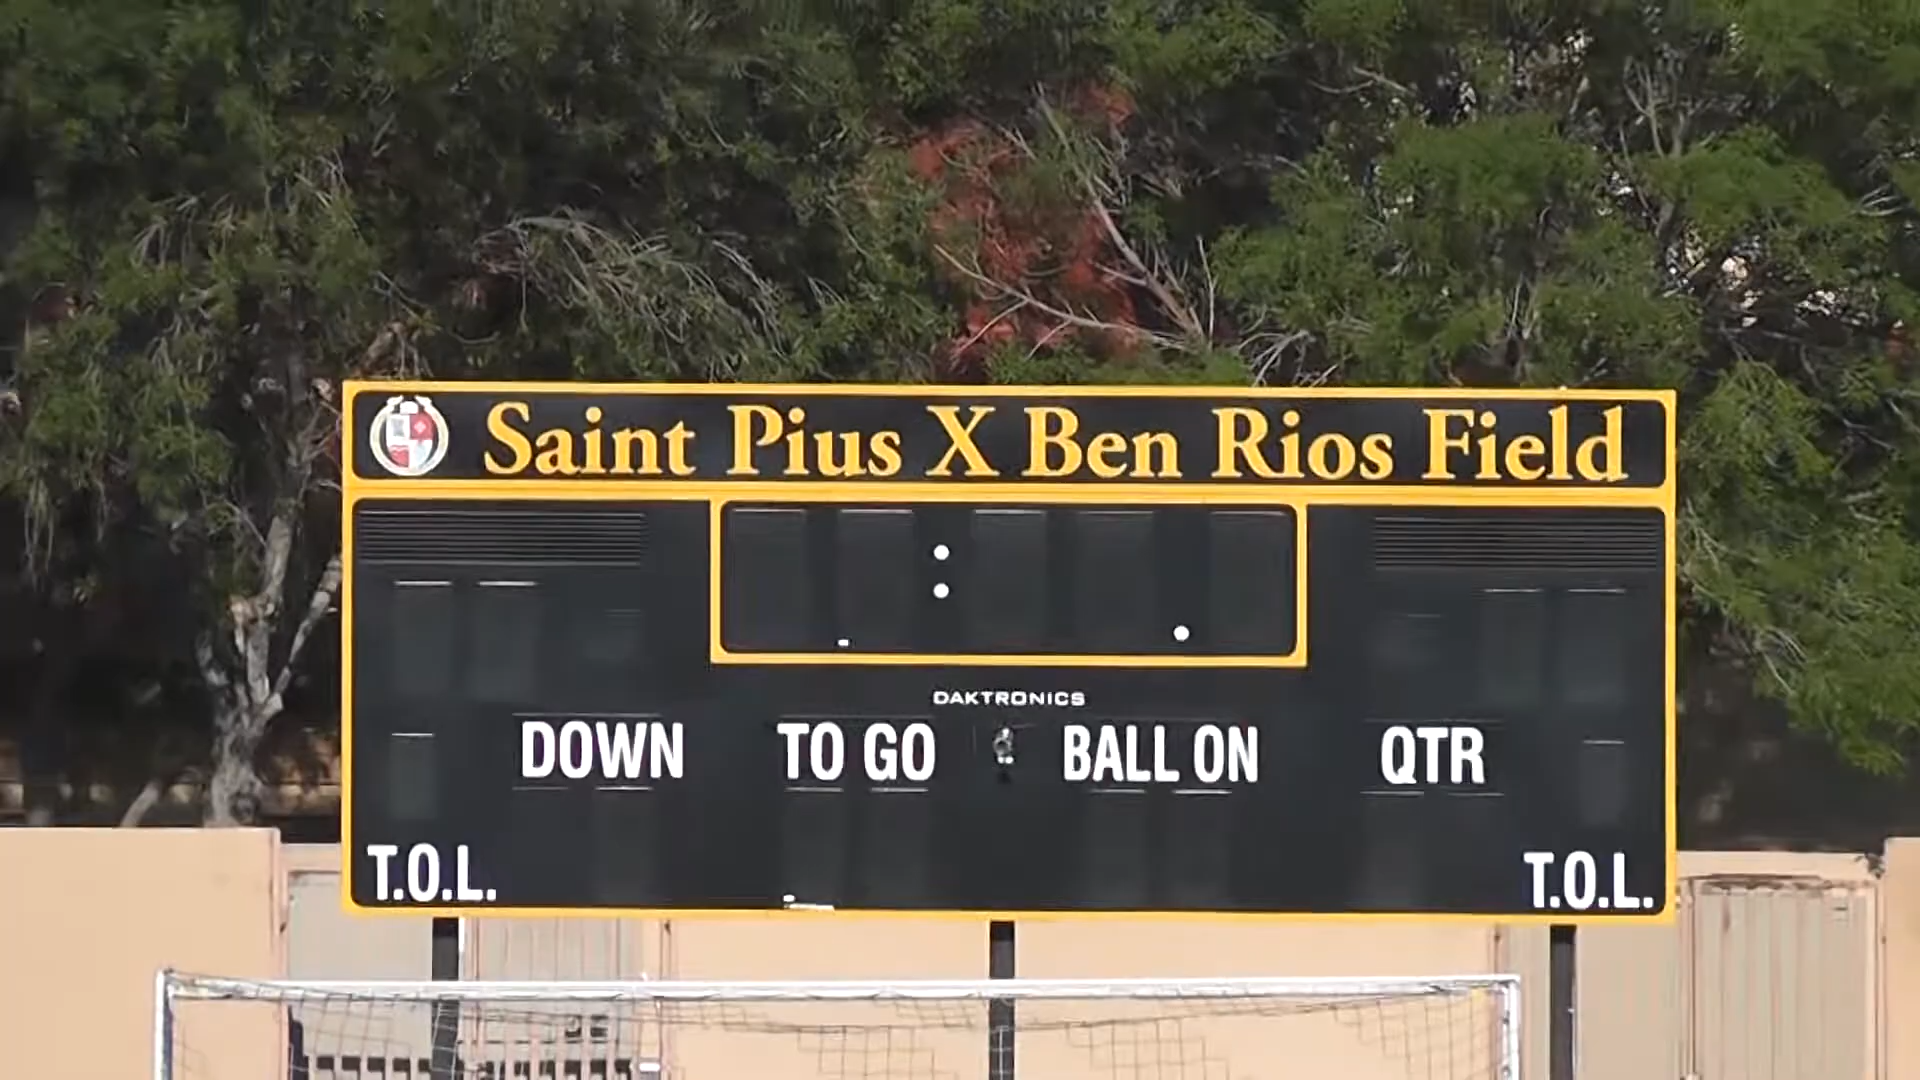 Saint Pius X Ben Rios Field
DAKTRONICS
DOWN TO GO BALL ON QTR
T.O.L. T.O.L.